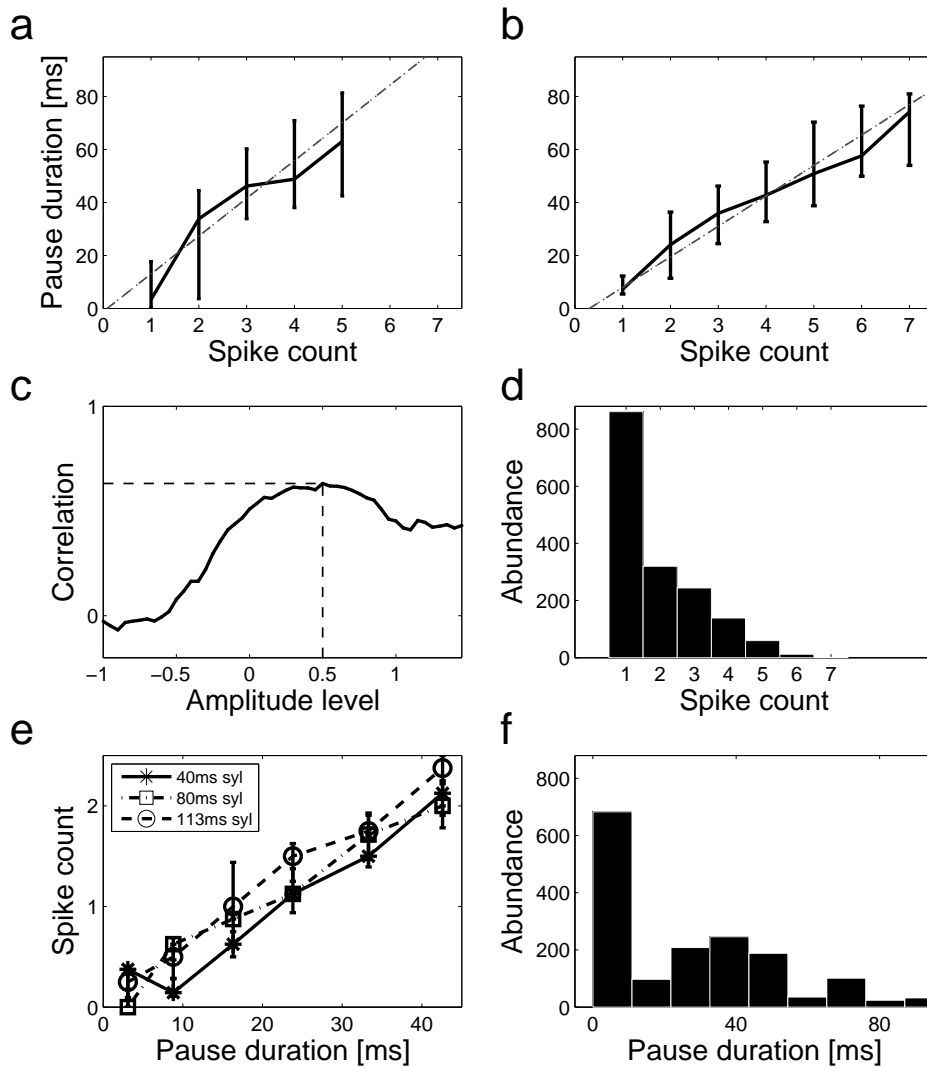 a
b
Pause duration [ms]
80
60
40
20
0
0 1 2 3 4 5 6 7
Spike count
80
60
40
20
0
0 1 2 3 4 5 6 7
Spike count
c
d
Correlation
1
0
−1 −0.5 0 0.5 1
Amplitude level
Abundance
800
600
400
200
0
1 2 3 4 5 6 7
Spike count
e
f
Spike count
2
1
0
40ms syl
80ms syl
113ms syl
0 10 20 30 40
Pause duration [ms]
Abundance
800
600
400
200
0
0 40 80
Pause duration [ms]